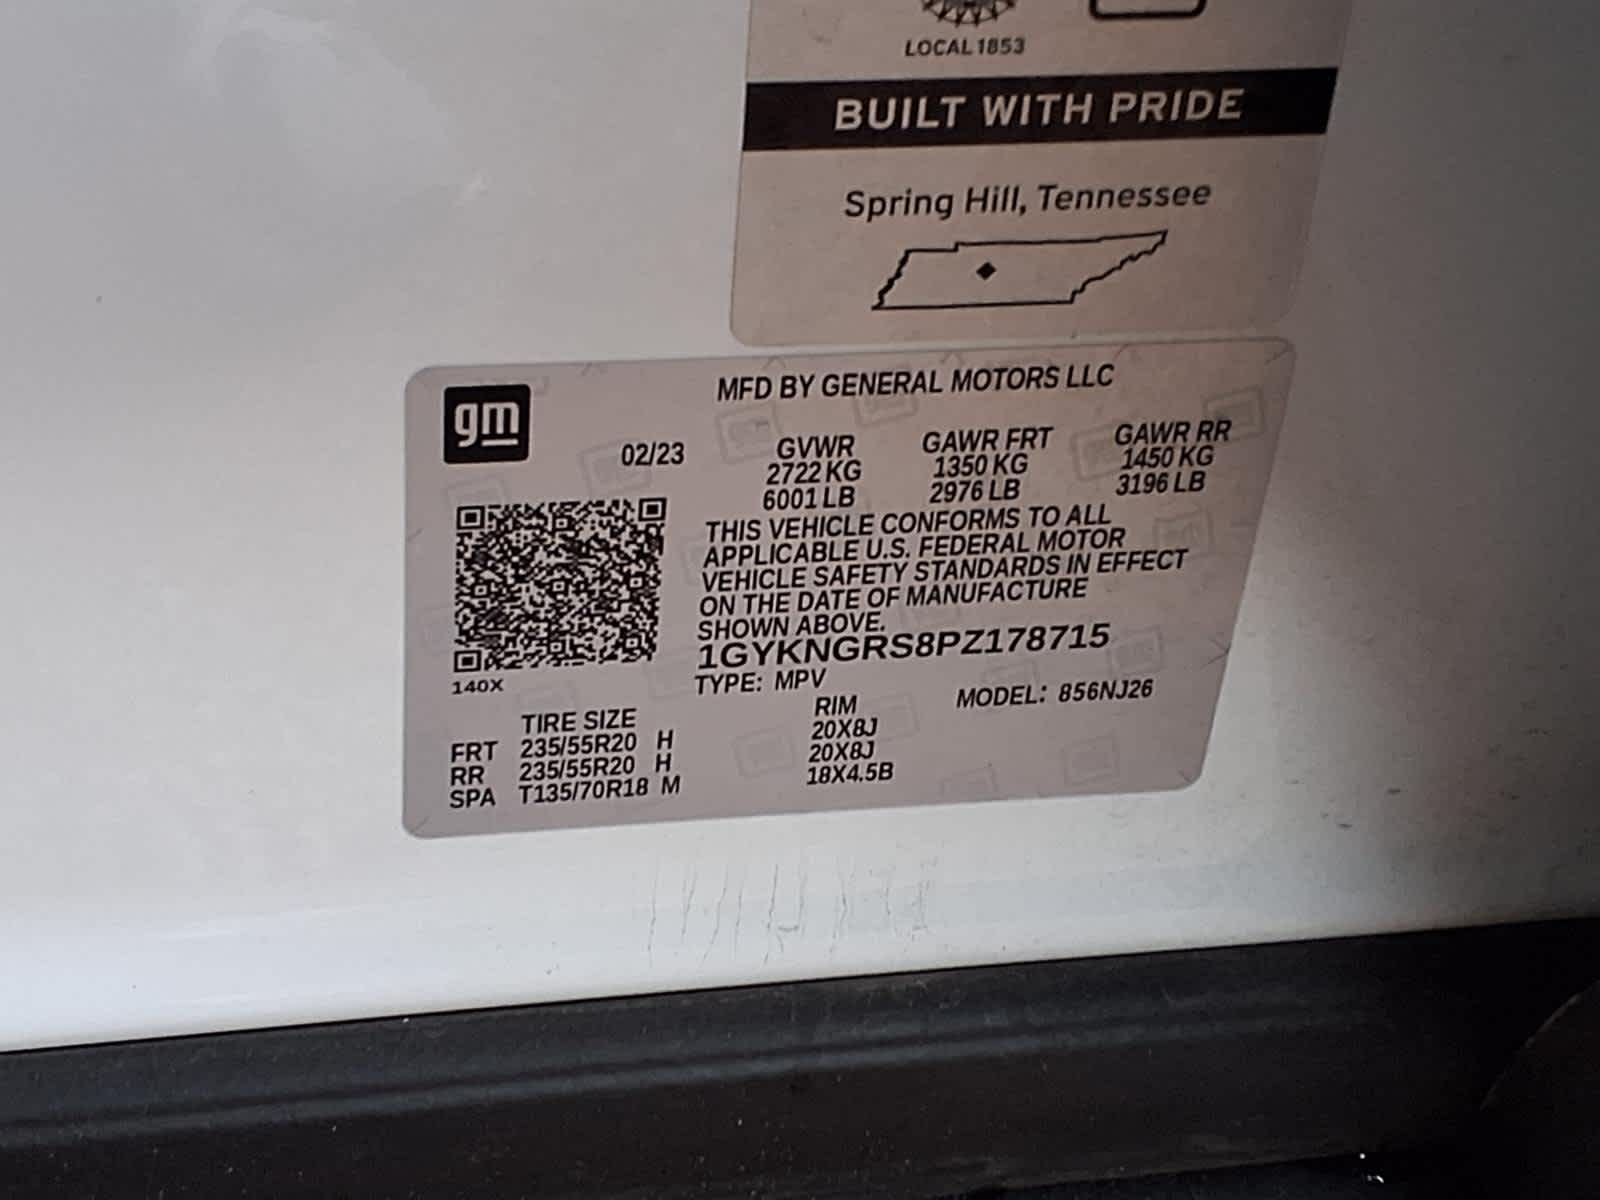 LOCAL 1853
BUILT WITH PRIDE
Spring Hill, Tennessee
gm
MFD BY GENERAL MOTORS LLC
02/23 GVWR GAWR FRT GAWR RR
2722 KG 1350 KG 1450 KG
6001 LB 2976 LB 3196 LB
THIS VEHICLE CONFORMS TO ALL
APPLICABLE U.S. FEDERAL MOTOR
VEHICLE SAFETY STANDARDS IN EFFECT
ON THE DATE OF MANUFACTURE
SHOWN ABOVE.
1GYKNGRS8PZ178715
140X
TYPE: MPV MODEL: 856NJ26
TIRE SIZE RIM
FRT 235/55R20 H 20X8J
RR 235/55R20 H 20X8J
SPA T135/70R18 M 18X4.5B